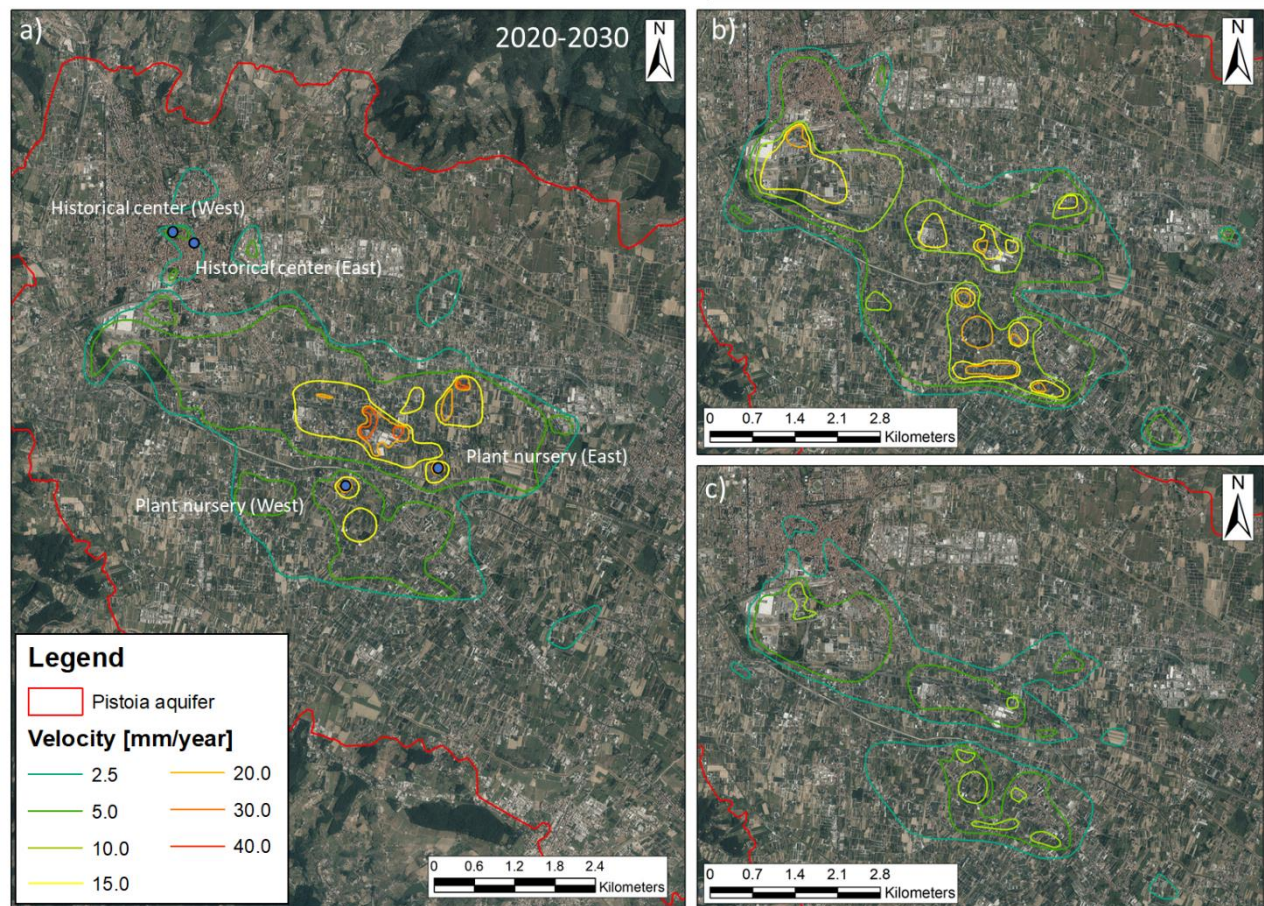 a)
2020-2030
N
Historical center (West)
Historical center (East)
Plant nursery (East)
Plant nursery (West)
Legend
Pistoia aquifer
Velocity [mm/year]
2.5
20.0
5.0
30.0
10.0
40.0
15.0
0 0.6 1.2 1.8 2.4
Kilometers
b)
N
0 0.7 1.4 2.1 2.8
Kilometers
c)
N
0 0.7 1.4 2.1 2.8
Kilometers